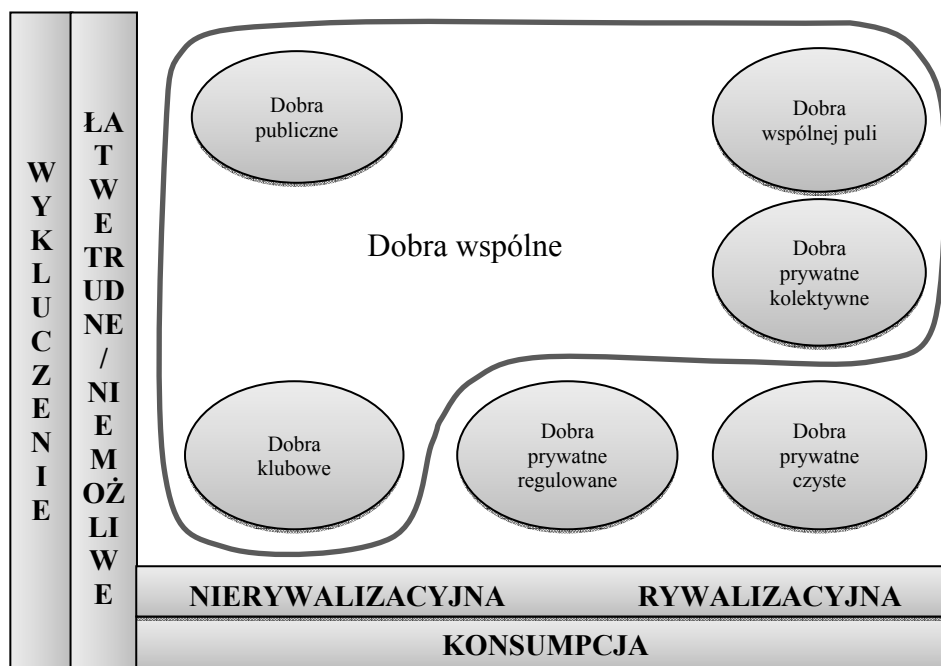 WYKLUCZENIE
ŁATWE TRUDNE / NIEMOŻLIWE
Dobra
publiczne
Dobra
wspólnej puli
Dobra wspólne
Dobra
prywatne
kolektywne
Dobra
klubowe
Dobra
prywatne
regulowane
Dobra
prywatne
czyste
NIERYWALIZACYJNA
RYWALIZACYJNA
KONSUMPCJA